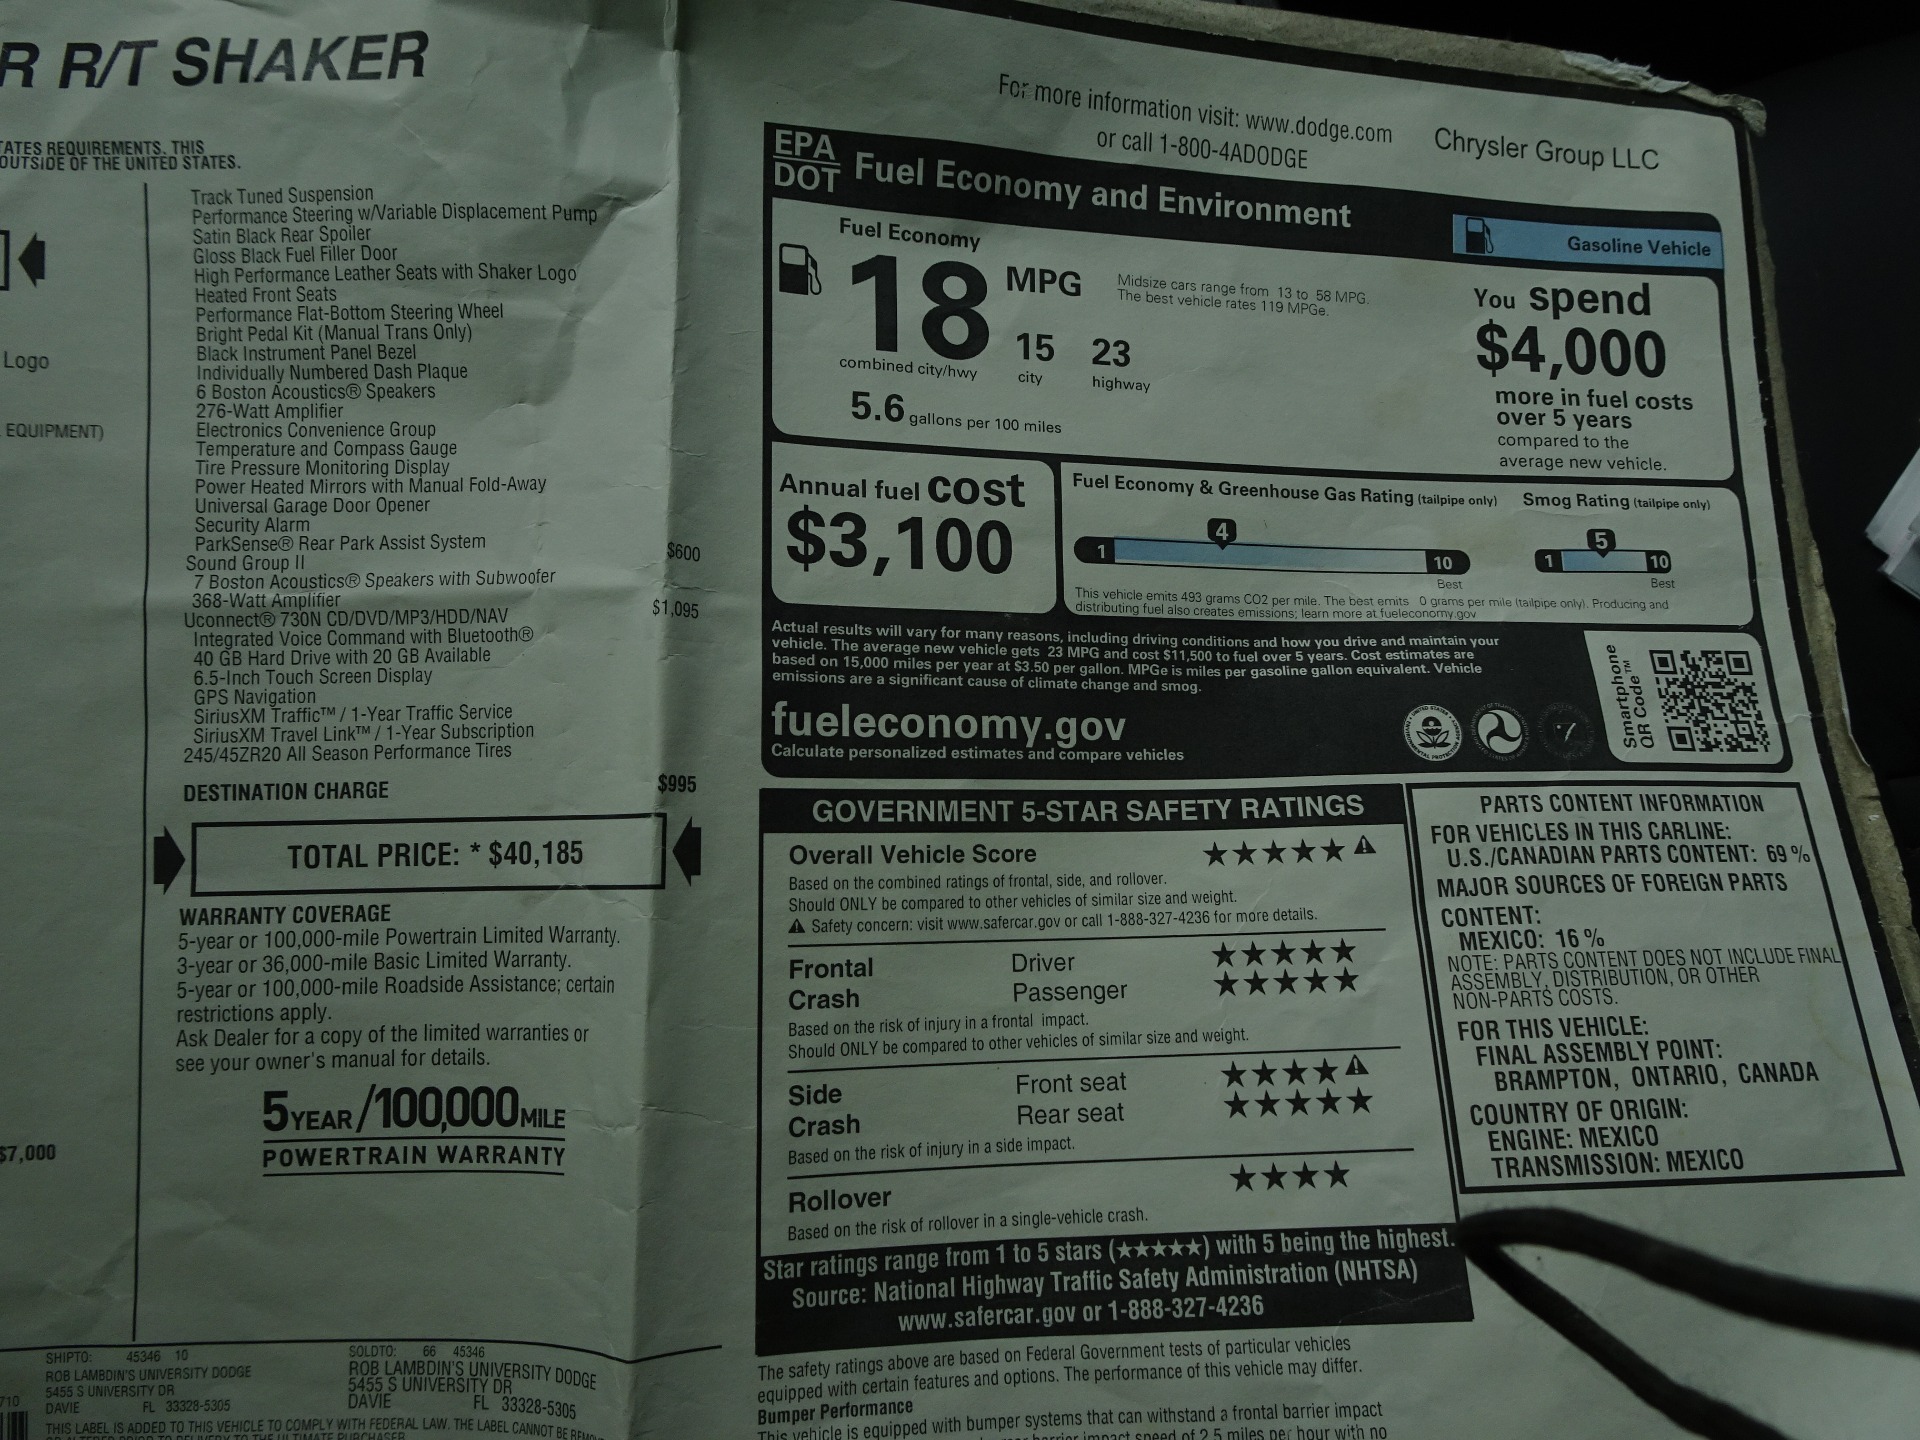 R R/T SHAKER
TATES REQUIREMENTS. THIS
OUTSIDE OF THE UNITED STATES.
Logo
EQUIPMENT)
$7,000
Track Tuned Suspension
Performance Steering w/Variable Displacement Pump
Satin Black Rear Spoiler
Gloss Black Fuel Filler Door
High Performance Leather Seats with Shaker Logo
Heated Front Seats
Performance Flat-Bottom Steering Wheel
Bright Pedal Kit (Manual Trans Only)
Black Instrument Panel Bezel
Individually Numbered Dash Plaque
6 Boston Acoustics® Speakers
276-Watt Amplifier
Electronics Convenience Group
Temperature and Compass Gauge
Tire Pressure Monitoring Display
Power Heated Mirrors with Manual Fold-Away
Universal Garage Door Opener
Security Alarm
ParkSense® Rear Park Assist System
Sound Group II $600
7 Boston Acoustics® Speakers with Subwoofer
368-Watt Amplifier
Uconnect® 730N CD/DVD/MP3/HDD/NAV $1,095
Integrated Voice Command with Bluetooth®
40 GB Hard Drive with 20 GB Available
6.5-Inch Touch Screen Display
GPS Navigation
SiriusXM Traffic™ / 1-Year Traffic Service
SiriusXM Travel Link™ / 1-Year Subscription
245/45ZR20 All Season Performance Tires
DESTINATION CHARGE $995
TOTAL PRICE: * $40,185
WARRANTY COVERAGE
5-year or 100,000-mile Powertrain Limited Warranty.
3-year or 36,000-mile Basic Limited Warranty.
5-year or 100,000-mile Roadside Assistance; certain
restrictions apply.
Ask Dealer for a copy of the limited warranties or
see your owner's manual for details.
5 YEAR/100,000 MILE
POWERTRAIN WARRANTY
SHIPTO: 45346 10
ROB LAMBDIN'S UNIVERSITY DODGE
5455 S UNIVERSITY DR
DAVIE FL 33328-5305
SOLDTO: 66 45346
ROB LAMBDIN'S UNIVERSITY DODGE
5455 S UNIVERSITY DR
DAVIE FL 33328-5305
710
THIS LABEL IS ADDED TO THIS VEHICLE TO COMPLY WITH FEDERAL LAW. THE LABEL CANNOT BE
For more information visit: www.dodge.com
or call 1-800-4ADODGE
Chrysler Group LLC
EPA
DOT
Fuel Economy and Environment
Gasoline Vehicle
Fuel Economy
18 MPG
combined city/hwy
15
city
23
highway
5.6 gallons per 100 miles
Midsize cars range from 13 to 58 MPG.
The best vehicle rates 119 MPGe.
You spend
$4,000
more in fuel costs
over 5 years
compared to the
average new vehicle.
Annual fuel cost
$3,100
Fuel Economy & Greenhouse Gas Rating (tailpipe only)
1 4 10
Best
Smog Rating (tailpipe only)
1 5 10
Best
This vehicle emits 493 grams CO2 per mile. The best emits 0 grams per mile (tailpipe only). Producing and
distributing fuel also creates emissions; learn more at fueleconomy.gov
Actual results will vary for many reasons, including driving conditions and how you drive and maintain your
vehicle. The average new vehicle gets 23 MPG and cost $11,500 to fuel over 5 years. Cost estimates are
based on 15,000 miles per year at $3.50 per gallon. MPGe is miles per gasoline gallon equivalent. Vehicle
emissions are a significant cause of climate change and smog.
fueleconomy.gov
Calculate personalized estimates and compare vehicles
Smartphone
QR Code™
GOVERNMENT 5-STAR SAFETY RATINGS
Overall Vehicle Score ★★★★★⚠
Based on the combined ratings of frontal, side, and rollover.
Should ONLY be compared to other vehicles of similar size and weight.
⚠ Safety concern: visit www.safercar.gov or call 1-888-327-4236 for more details.
Frontal Driver ★★★★★
Crash Passenger ★★★★★
Based on the risk of injury in a frontal impact.
Should ONLY be compared to other vehicles of similar size and weight.
Side Front seat ★★★★⚠
Crash Rear seat ★★★★★
Based on the risk of injury in a side impact.
Rollover ★★★★
Based on the risk of rollover in a single-vehicle crash.
Star ratings range from 1 to 5 stars (★★★★★) with 5 being the highest.
Source: National Highway Traffic Safety Administration (NHTSA)
www.safercar.gov or 1-888-327-4236
PARTS CONTENT INFORMATION
FOR VEHICLES IN THIS CARLINE:
U.S./CANADIAN PARTS CONTENT: 69 %
MAJOR SOURCES OF FOREIGN PARTS
CONTENT:
MEXICO: 16 %
NOTE: PARTS CONTENT DOES NOT INCLUDE FINAL
ASSEMBLY, DISTRIBUTION, OR OTHER
NON-PARTS COSTS.
FOR THIS VEHICLE:
FINAL ASSEMBLY POINT:
BRAMPTON, ONTARIO, CANADA
COUNTRY OF ORIGIN:
ENGINE: MEXICO
TRANSMISSION: MEXICO
The safety ratings above are based on Federal Government tests of particular vehicles
equipped with certain features and options. The performance of this vehicle may differ.
Bumper Performance
This vehicle is equipped with bumper systems that can withstand a frontal barrier impact
barrier impact speed of 2.5 miles per hour with no